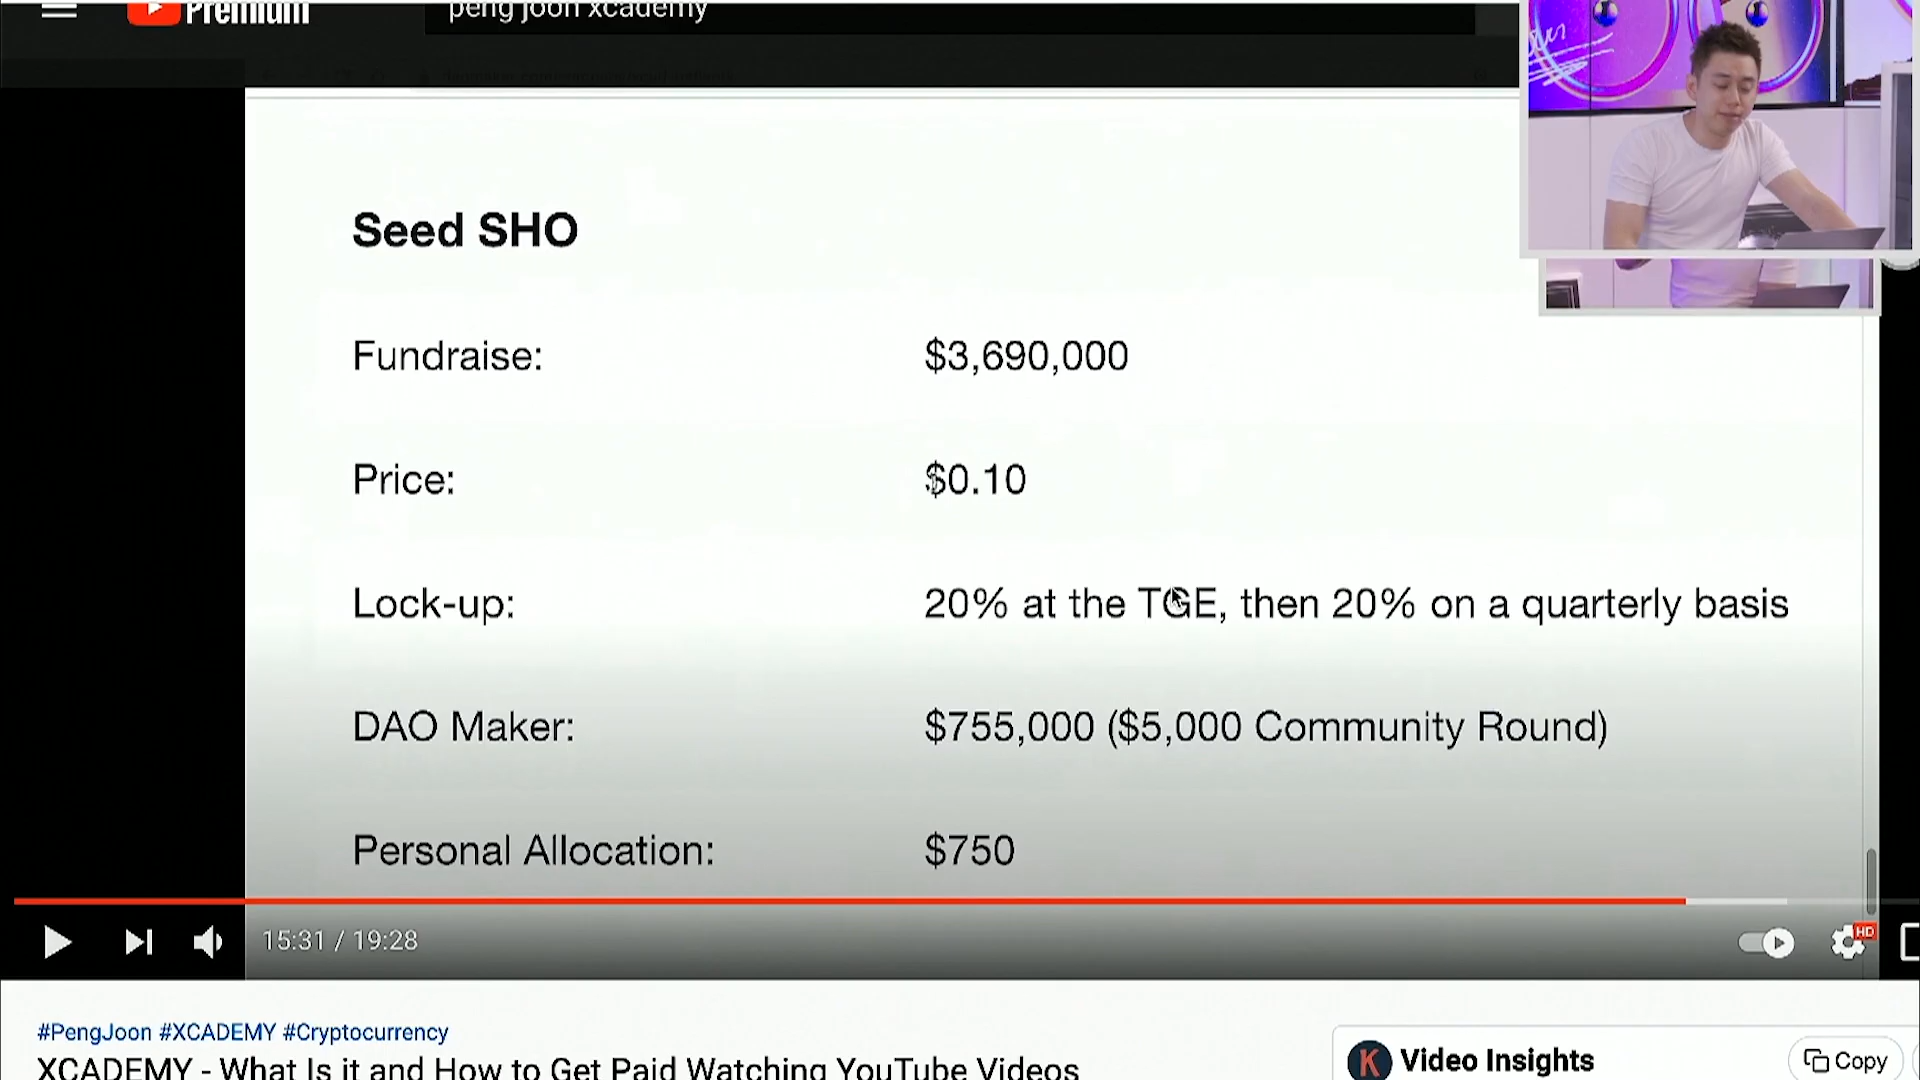 Premium
peng joon xcademy
Seed SHO
Fundraise: $3,690,000
Price: $0.10
Lock-up: 20% at the TGE, then 20% on a quarterly basis
DAO Maker: $755,000 ($5,000 Community Round)
Personal Allocation: $750
15:31 / 19:28
HD
#PengJoon #XCADEMY #Cryptocurrency
XCADEMY - What Is it and How to Get Paid Watching YouTube Videos
K Video Insights
Copy